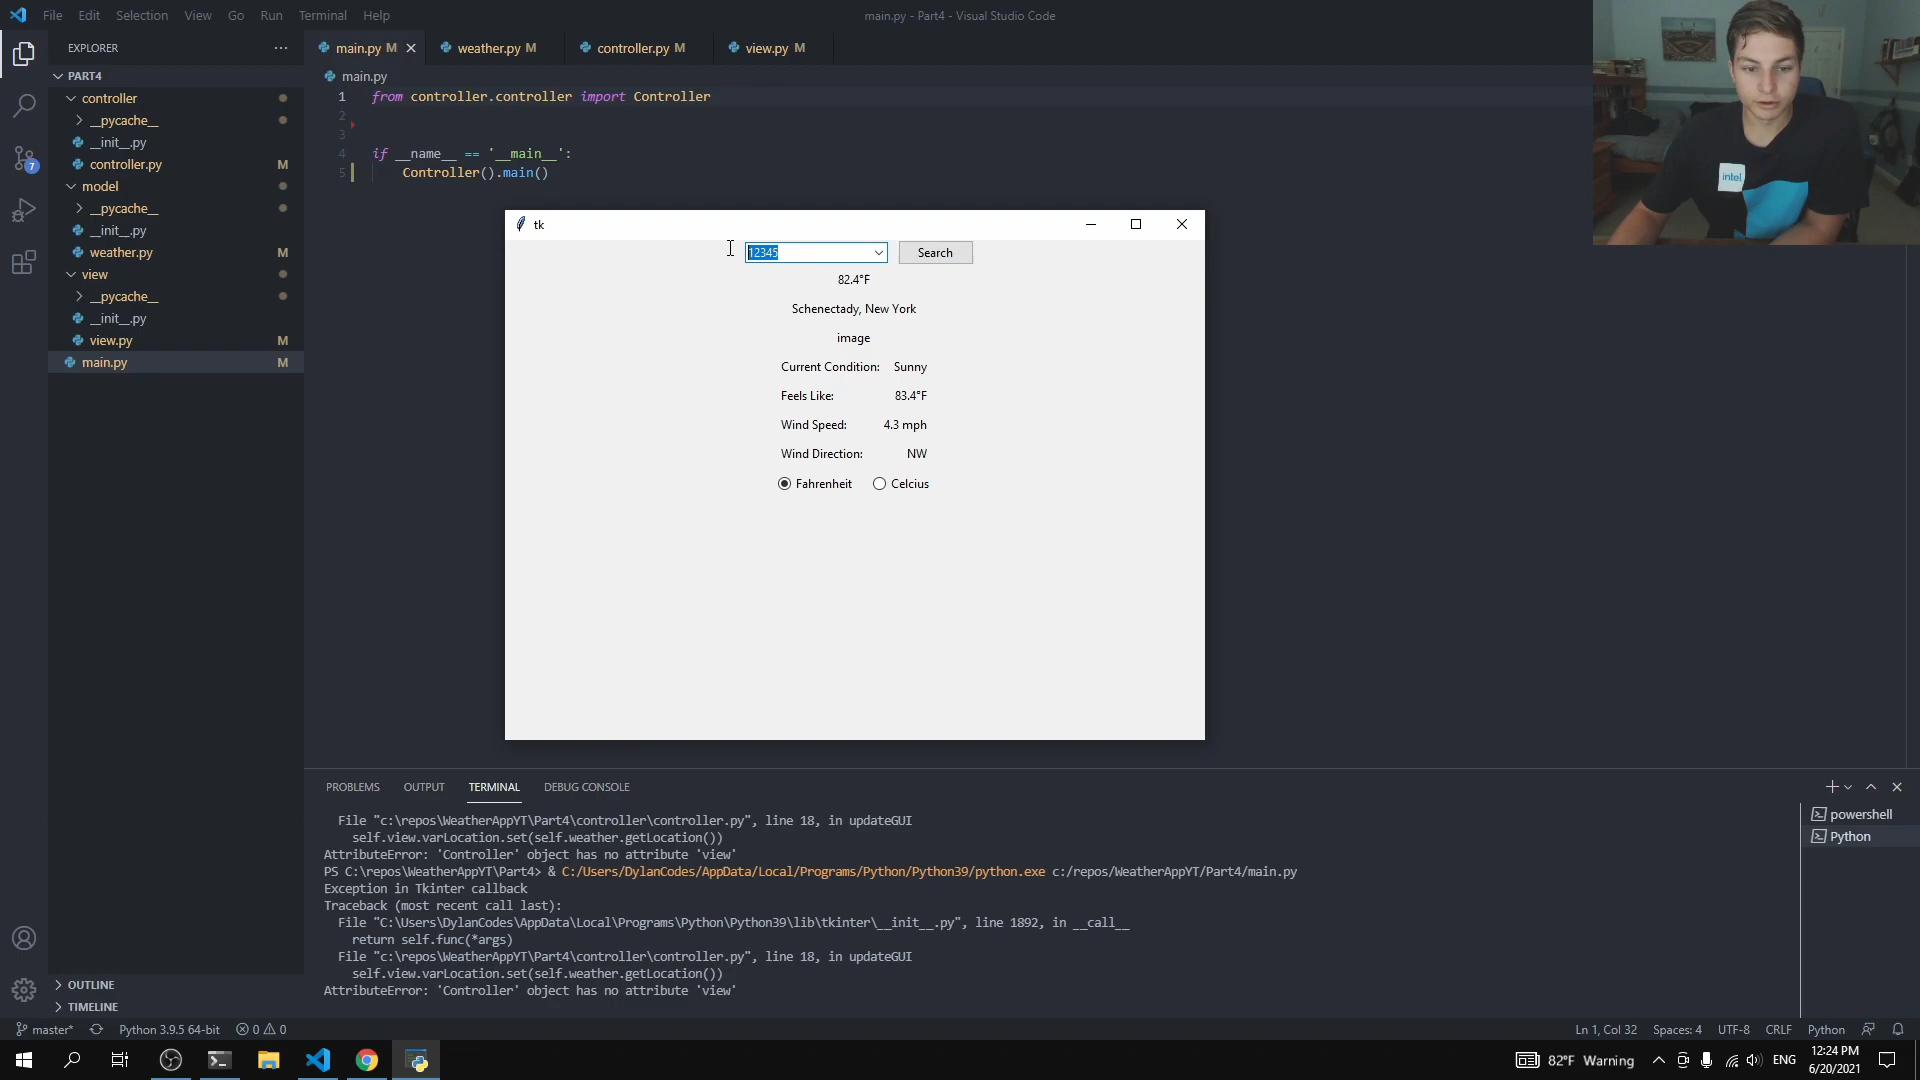 File Edit Selection View Go Run Terminal Help
main.py - Part4 - Visual Studio Code
EXPLORER
PART4
controller
__pycache__
__init__.py
controller.py M
model
__pycache__
__init__.py
weather.py M
view
__pycache__
__init__.py
view.py M
main.py M
OUTLINE
TIMELINE
7
main.py M
weather.py M
controller.py M
view.py M
main.py
1 from controller.controller import Controller
2
3
4 if __name__ == '__main__':
5 Controller().main()
intel
tk
12345 Search
82.4°F
Schenectady, New York
image
Current Condition: Sunny
Feels Like: 83.4°F
Wind Speed: 4.3 mph
Wind Direction: NW
Fahrenheit Celcius
PROBLEMS OUTPUT TERMINAL DEBUG CONSOLE
File "c:\repos\WeatherAppYT\Part4\controller\controller.py", line 18, in updateGUI
self.view.varLocation.set(self.weather.getLocation())
AttributeError: 'Controller' object has no attribute 'view'
PS C:\repos\WeatherAppYT\Part4> & C:/Users/DylanCodes/AppData/Local/Programs/Python/Python39/python.exe c:/repos/WeatherAppYT/Part4/main.py
Exception in Tkinter callback
Traceback (most recent call last):
File "C:\Users\DylanCodes\AppData\Local\Programs\Python\Python39\lib\tkinter\__init__.py", line 1892, in __call__
return self.func(*args)
File "c:\repos\WeatherAppYT\Part4\controller\controller.py", line 18, in updateGUI
self.view.varLocation.set(self.weather.getLocation())
AttributeError: 'Controller' object has no attribute 'view'
powershell
Python
master* Python 3.9.5 64-bit 0 0
Ln 1, Col 32 Spaces: 4 UTF-8 CRLF Python
82°F Warning
ENG
12:24 PM
6/20/2021